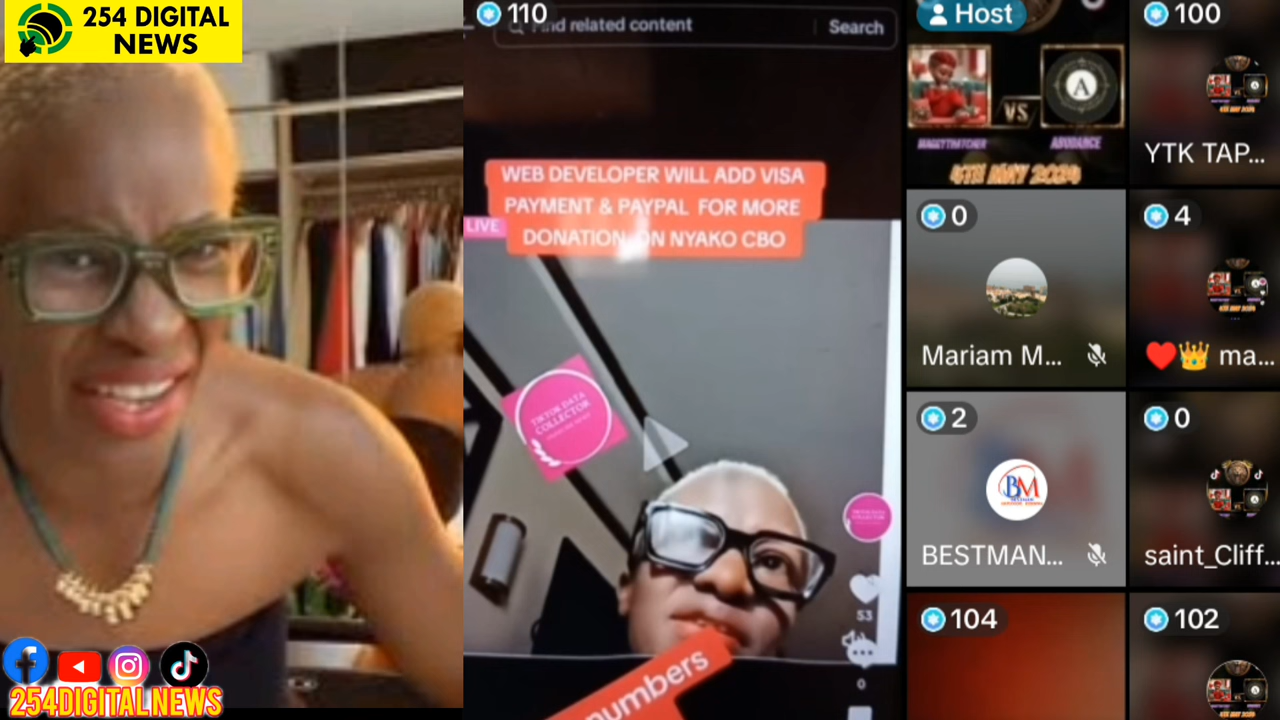 254 DIGITAL
NEWS
110
Find related content
Search
WEB DEVELOPER WILL ADD VISA
PAYMENT & PAYPAL FOR MORE
DONATION ON NYAKO CBO
LIVE
TIKTOK DATA
COLLECTOR
53
0
numbers
Host
A
VS
4TH MAY 2024
100
YTK TAP...
0
Mariam M...
4
ma...
2
BM
BESTMAN...
0
saint_Cliff...
104
102
254DIGITALNEWS